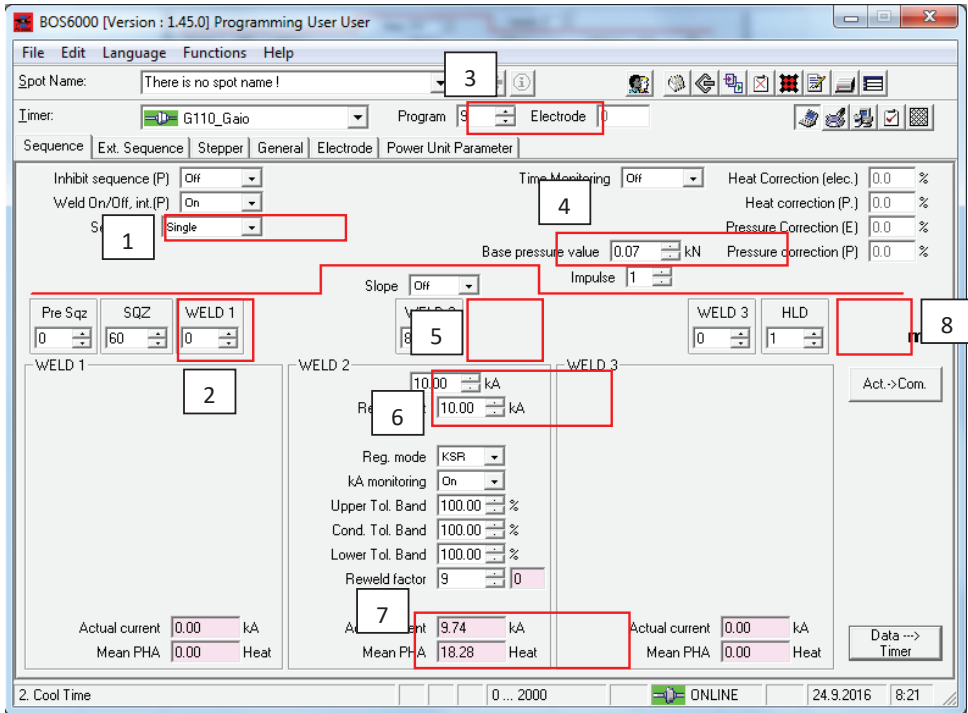 BOS6000 [Version : 1.45.0] Programming User User
File Edit Language Functions Help
Spot Name: There is no spot name !
3
Timer: G110_Gaio Program 9 Electrode 0
Sequence Ext. Sequence Stepper General Electrode Power Unit Parameter
Inhibit sequence (P) Off Time Monitoring Off Heat Correction (elec.) 0.0 %
Weld On/Off, int.(P) On 4 Heat correction (P.) 0.0 %
1 Single Pressure Correction (E) 0.0 %
Base pressure value 0.07 kN Pressure correction (P) 0.0 %
Slope Off Impulse 1
Pre Sqz SQZ WELD 1 WELD 3 HLD
0 60 0 8 5 0 1 8
WELD 1 WELD 2 WELD 3
2 10.00 kA Act.->Com.
6 10.00 kA
Reg. mode KSR
kA monitoring On
Upper Tol. Band 100.00 %
Cond. Tol. Band 100.00 %
Lower Tol. Band 100.00 %
Reweld factor 9 0
7
Actual current 0.00 kA 9.74 kA Actual current 0.00 kA
Mean PHA 0.00 Heat Mean PHA 18.28 Heat Mean PHA 0.00 Heat
Data --->
Timer
2. Cool Time 0 ... 2000 ONLINE 24.9.2016 8:21